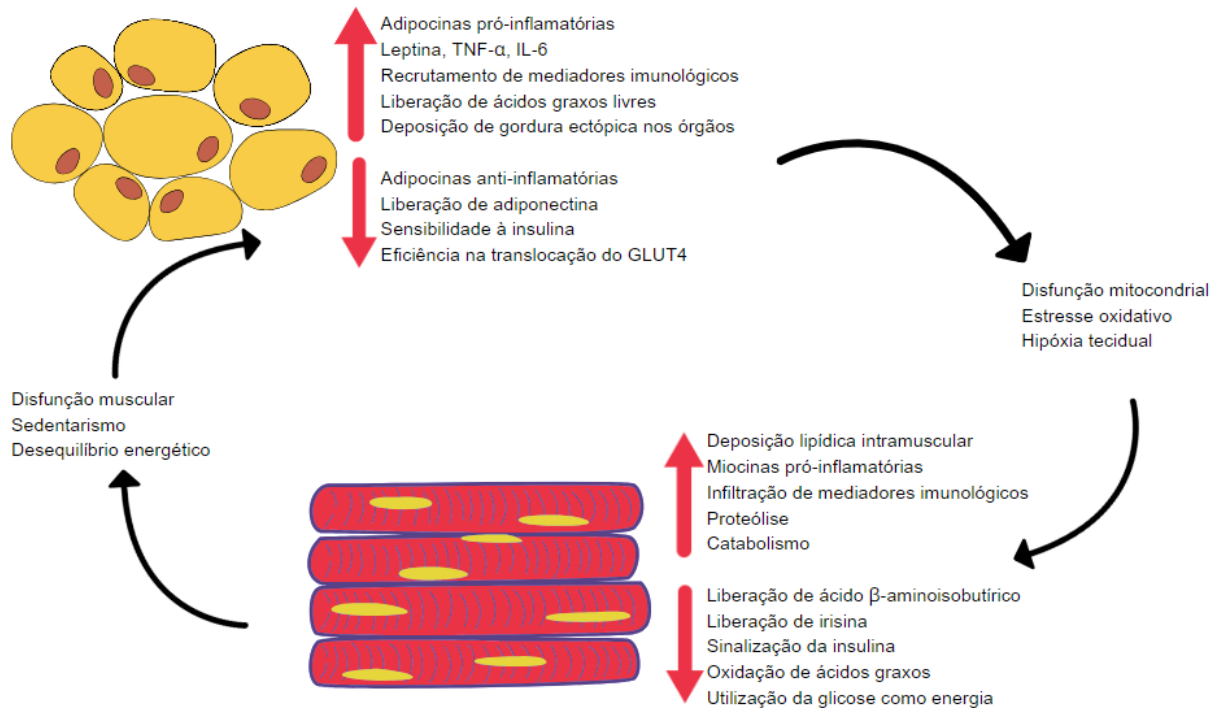 Adipocinas pró-inflamatórias
Leptina, TNF-α, IL-6
Recrutamento de mediadores imunológicos
Liberação de ácidos graxos livres
Deposição de gordura ectópica nos órgãos
Adipocinas anti-inflamatórias
Liberação de adiponectina
Sensibilidade à insulina
Eficiência na translocação do GLUT4
Disfunção mitocondrial
Estresse oxidativo
Hipóxia tecidual
Deposição lipídica intramuscular
Miocinas pró-inflamatórias
Infiltração de mediadores imunológicos
Proteólise
Catabolismo
Liberação de ácido β-aminoisobutírico
Liberação de irisina
Sinalização da insulina
Oxidação de ácidos graxos
Utilização da glicose como energia
Disfunção muscular
Sedentarismo
Desequilíbrio energético